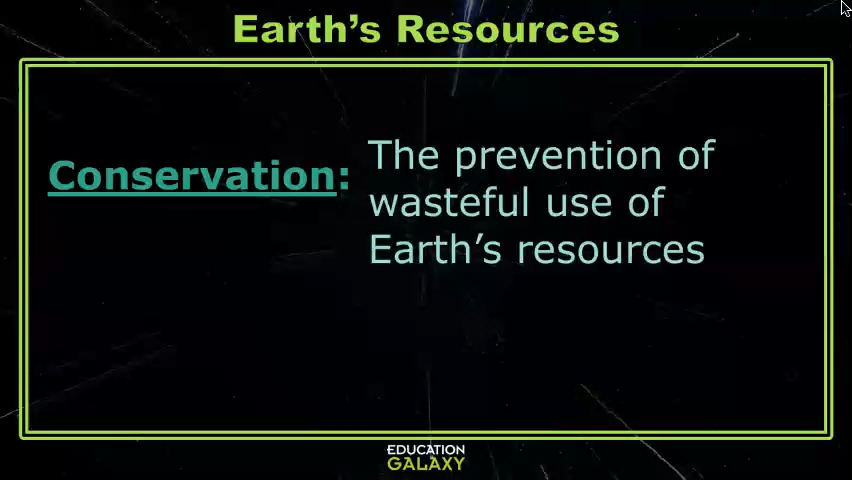 Earth’s Resources
Conservation:
The prevention of
wasteful use of
Earth’s resources
EDUCATION
GALAXY